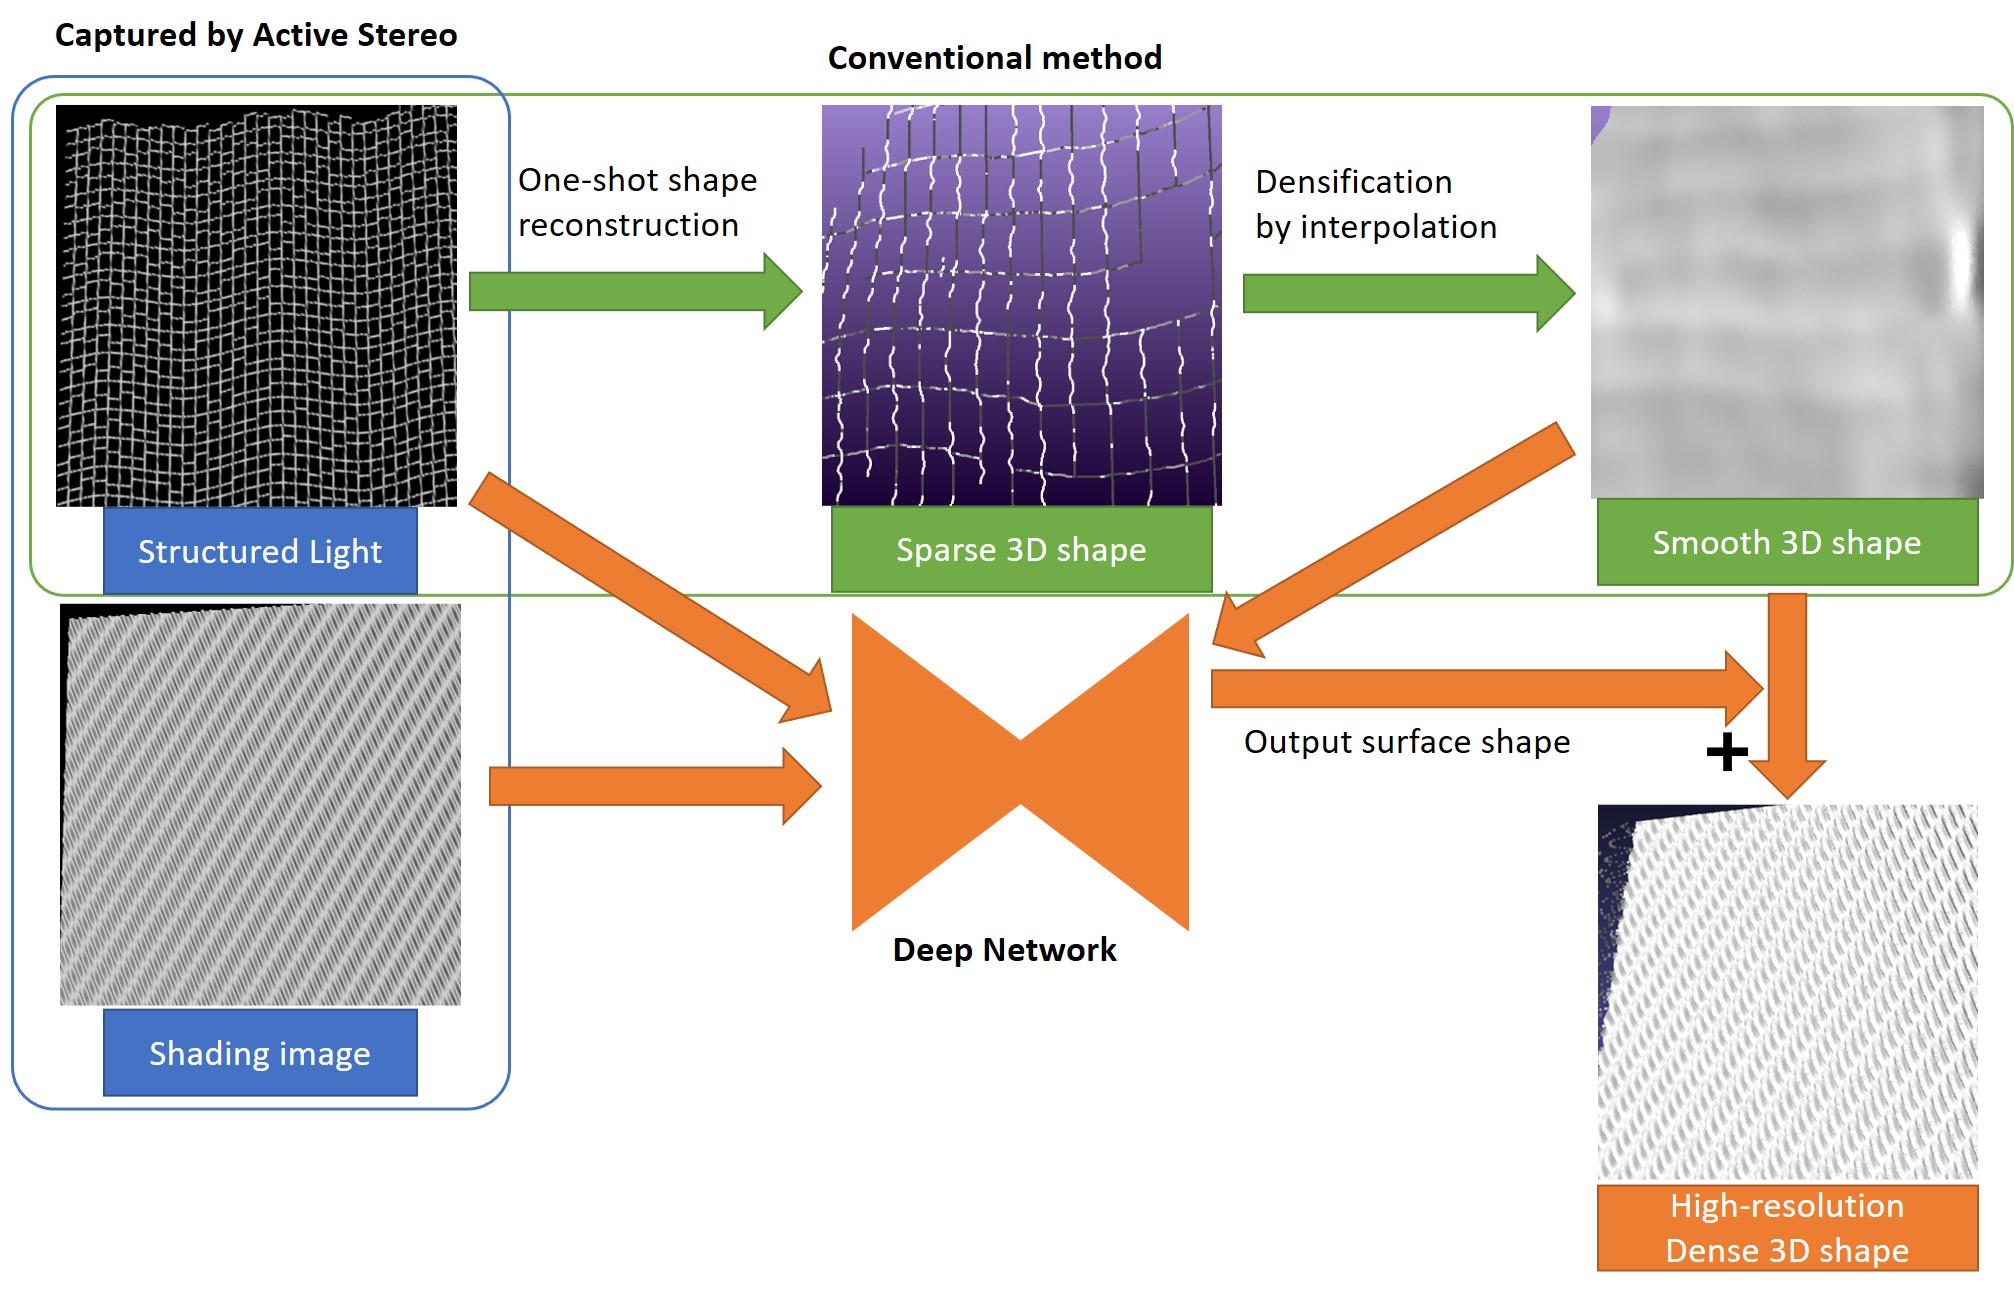 Captured by Active Stereo
Conventional method
One-shot shape
reconstruction
Densification
by interpolation
Structured Light
Sparse 3D shape
Smooth 3D shape
Output surface shape
+
Deep Network
Shading image
High-resolution
Dense 3D shape